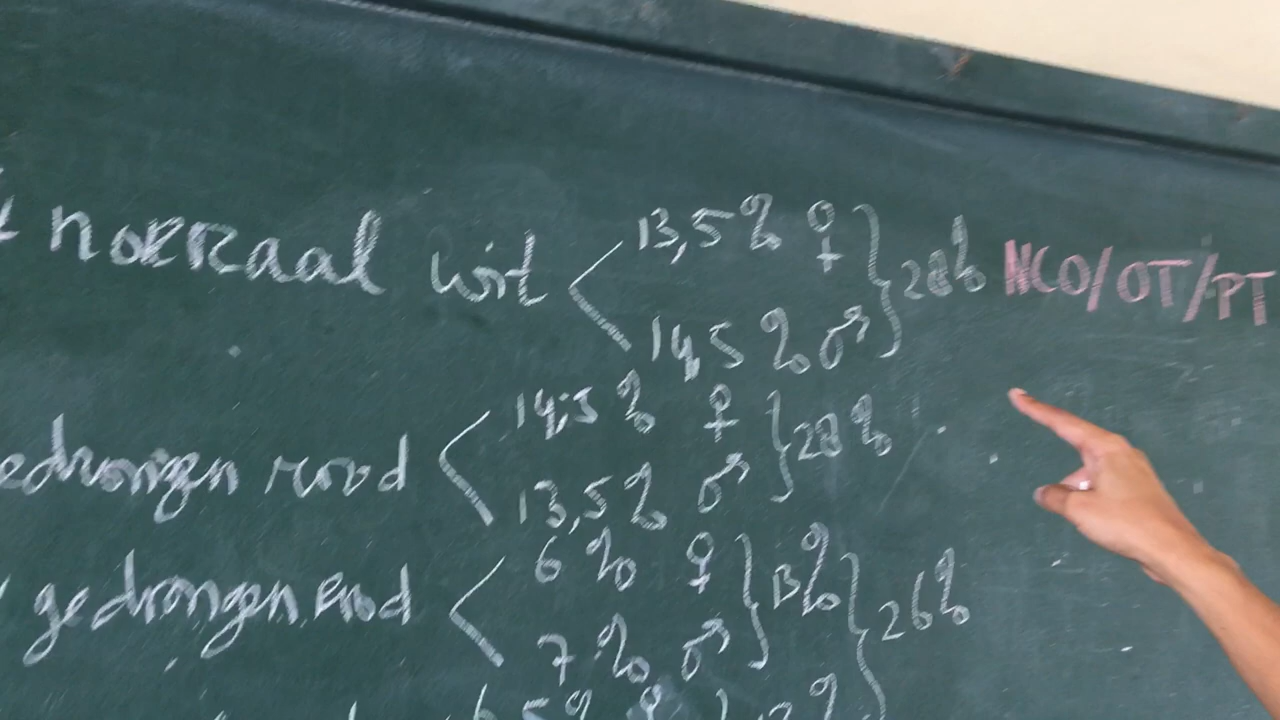 normaal wit 13,5% ♀ 28% NCO/OT/PT
14,5% ♂
gedrongen rood 14,5% ♀ 28%
13,5% ♂
gedrongen rood 6% ♀ 13% 26%
7% ♂